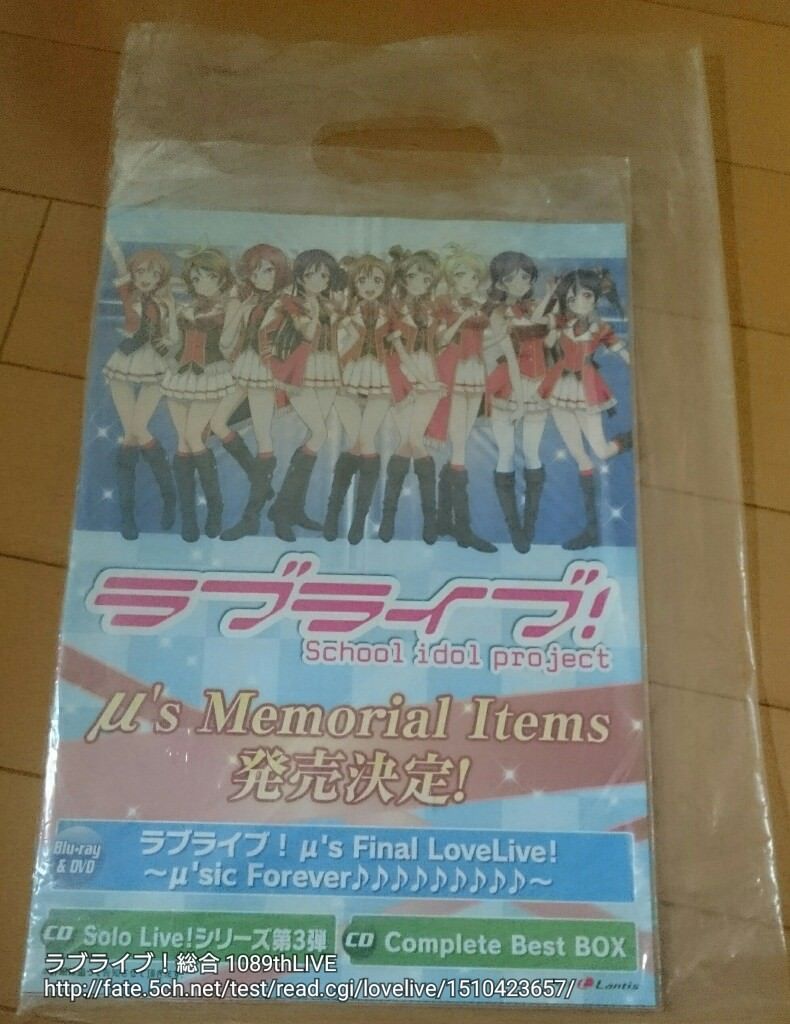 ラブライブ!
School idol project
μ's Memorial Items
発売決定!
Blu-ray
& DVD
ラブライブ！μ's Final LoveLive!
～μ'sic Forever♪♪♪♪♪♪♪♪♪～
CD Solo Live!シリーズ第3弾
CD Complete Best BOX
Lantis
ラブライブ！総合 1089thLIVE
http://fate.5ch.net/test/read.cgi/lovelive/1510423657/